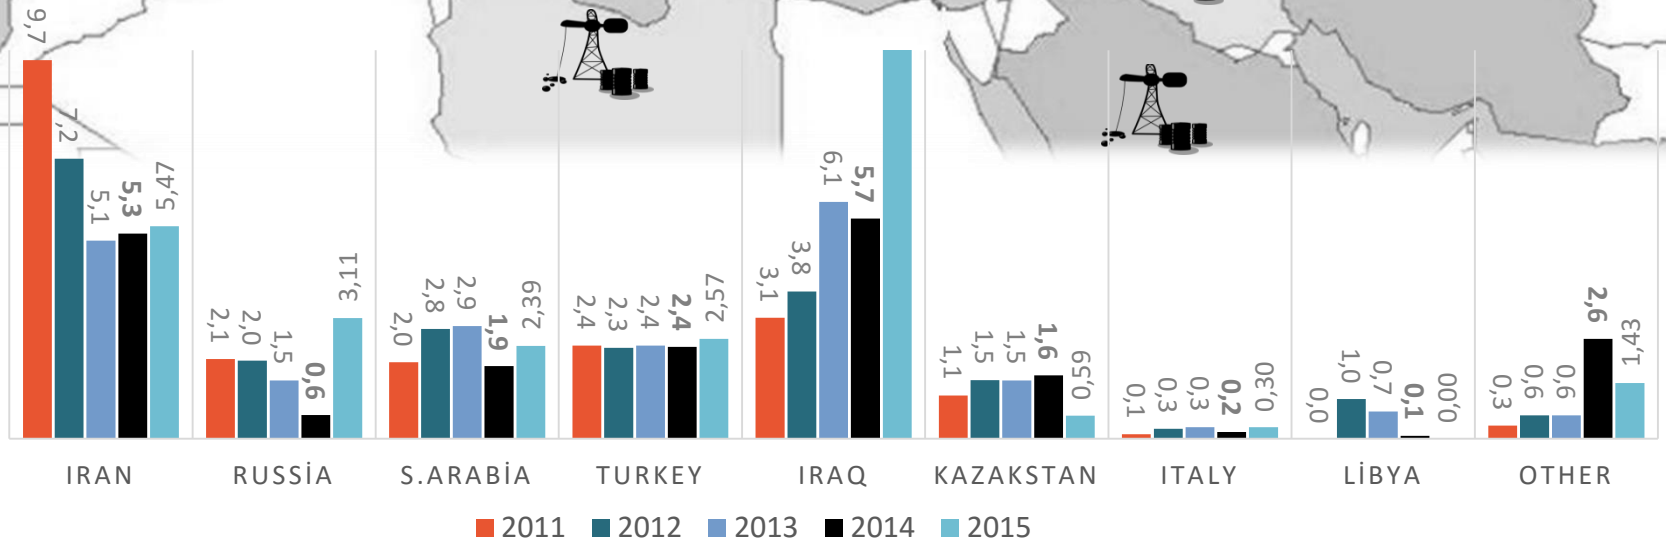 9,7 7,2 5,1 5,3 5,47
2,1 2,0 1,5 0,6 3,11
2,0 2,8 2,9 1,9 2,39
2,4 2,3 2,4 2,4 2,57
3,1 3,8 6,1 5,7
1,1 1,5 1,5 1,6 0,59
0,1 0,3 0,3 0,2 0,30
0,0 1,0 0,7 0,1 0,00
0,3 0,6 0,6 2,6 1,43
IRAN RUSSİA S.ARABİA TURKEY IRAQ KAZAKSTAN ITALY LİBYA OTHER
2011 2012 2013 2014 2015